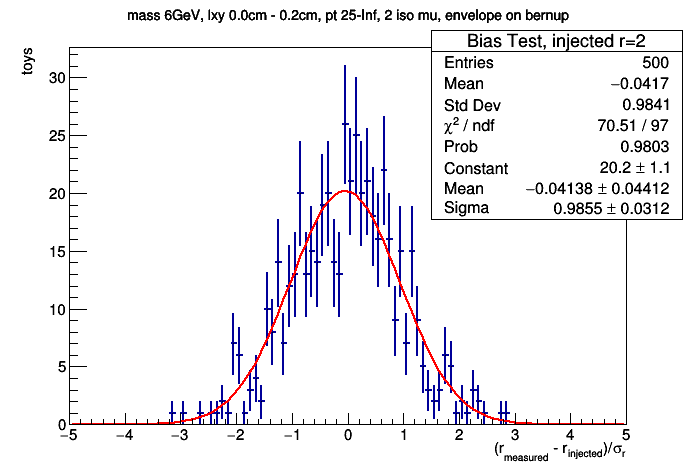 mass 6GeV, lxy 0.0cm - 0.2cm, pt 25-Inf, 2 iso mu, envelope on bernup
Bias Test, injected r=2
Entries 500
Mean −0.0417
Std Dev 0.9841
χ² / ndf 70.51 / 97
Prob 0.9803
Constant 20.2 ± 1.1
Mean −0.04138 ± 0.04412
Sigma 0.9855 ± 0.0312
toys
30
25
20
15
10
5
0
−5 −4 −3 −2 −1 0 1 2 3 4 5
(r_measured - r_injected)/σ_r